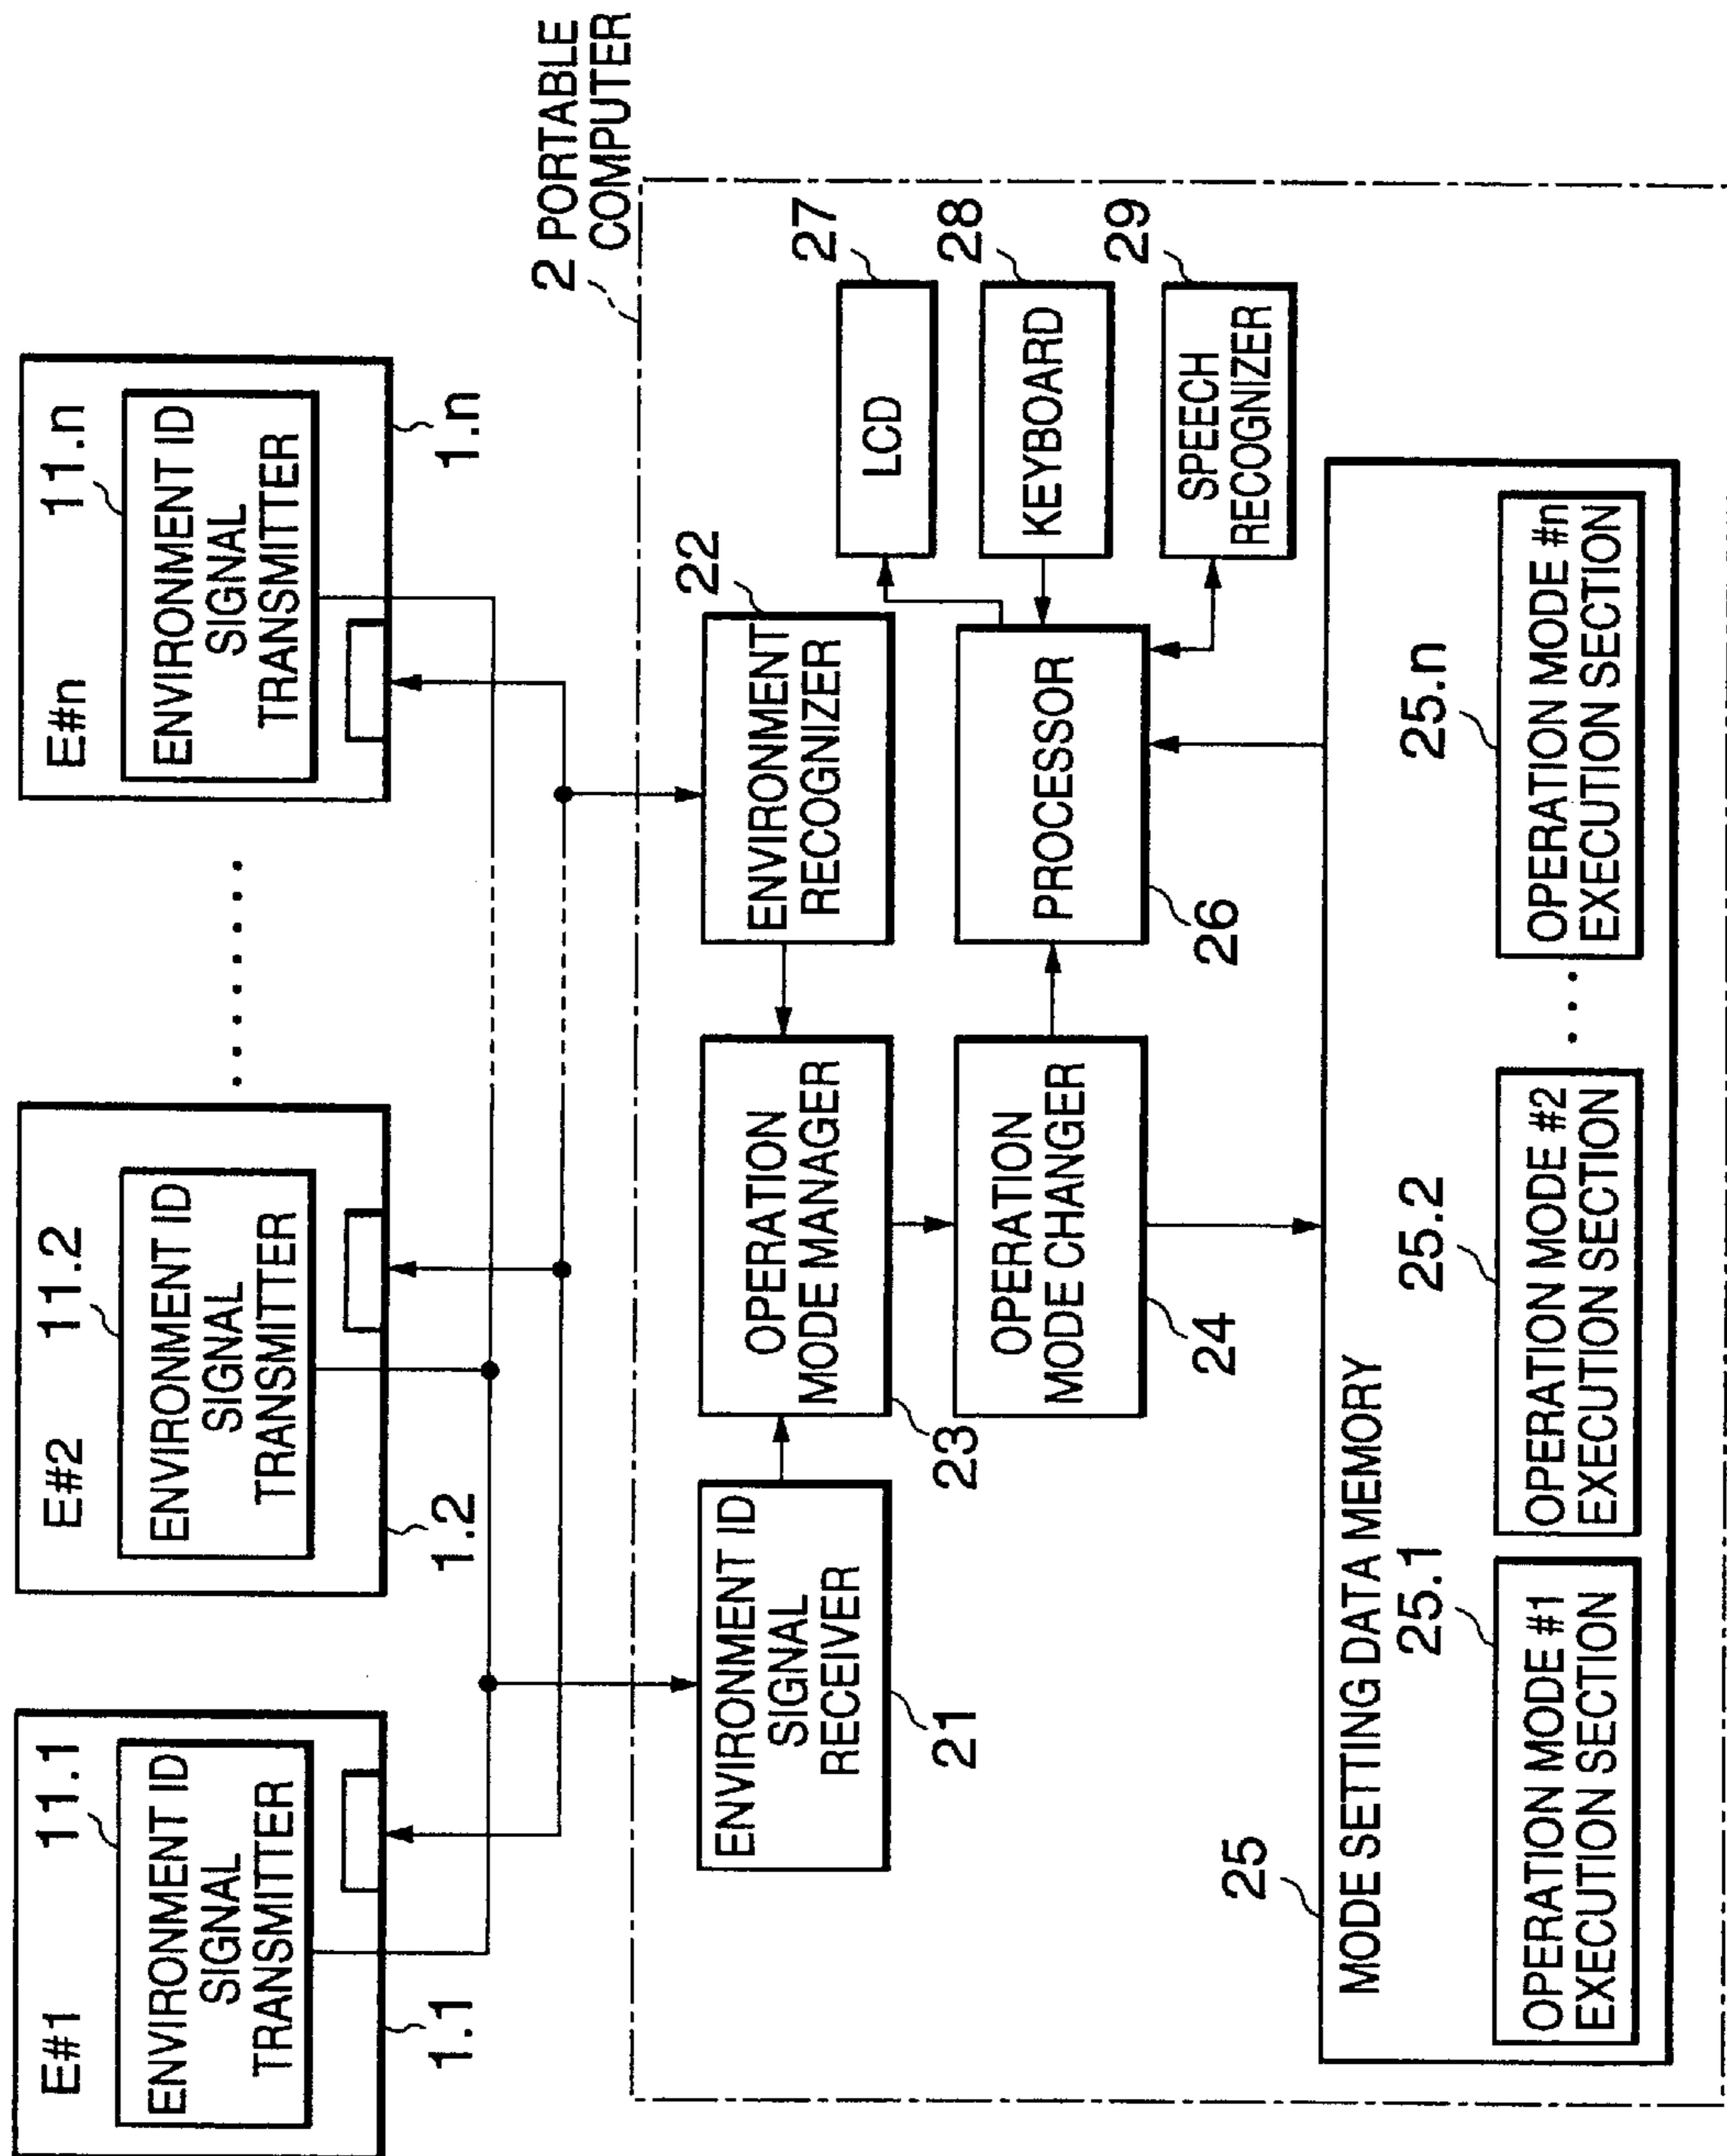 E#1
11.1
ENVIRONMENT ID
SIGNAL
TRANSMITTER
1.1
E#2
11.2
ENVIRONMENT ID
SIGNAL
TRANSMITTER
1.2
E#n
11.n
ENVIRONMENT ID
SIGNAL
TRANSMITTER
1.n
2 PORTABLE
COMPUTER
ENVIRONMENT ID
SIGNAL
RECEIVER
21
OPERATION
MODE MANAGER
23
ENVIRONMENT
RECOGNIZER
22
OPERATION
MODE CHANGER
24
PROCESSOR
26
LCD
27
KEYBOARD
28
SPEECH
RECOGNIZER
29
25
MODE SETTING DATA MEMORY
25.1
OPERATION MODE #1
EXECUTION SECTION
25.2
OPERATION MODE #2
EXECUTION SECTION
25.n
OPERATION MODE #n
EXECUTION SECTION